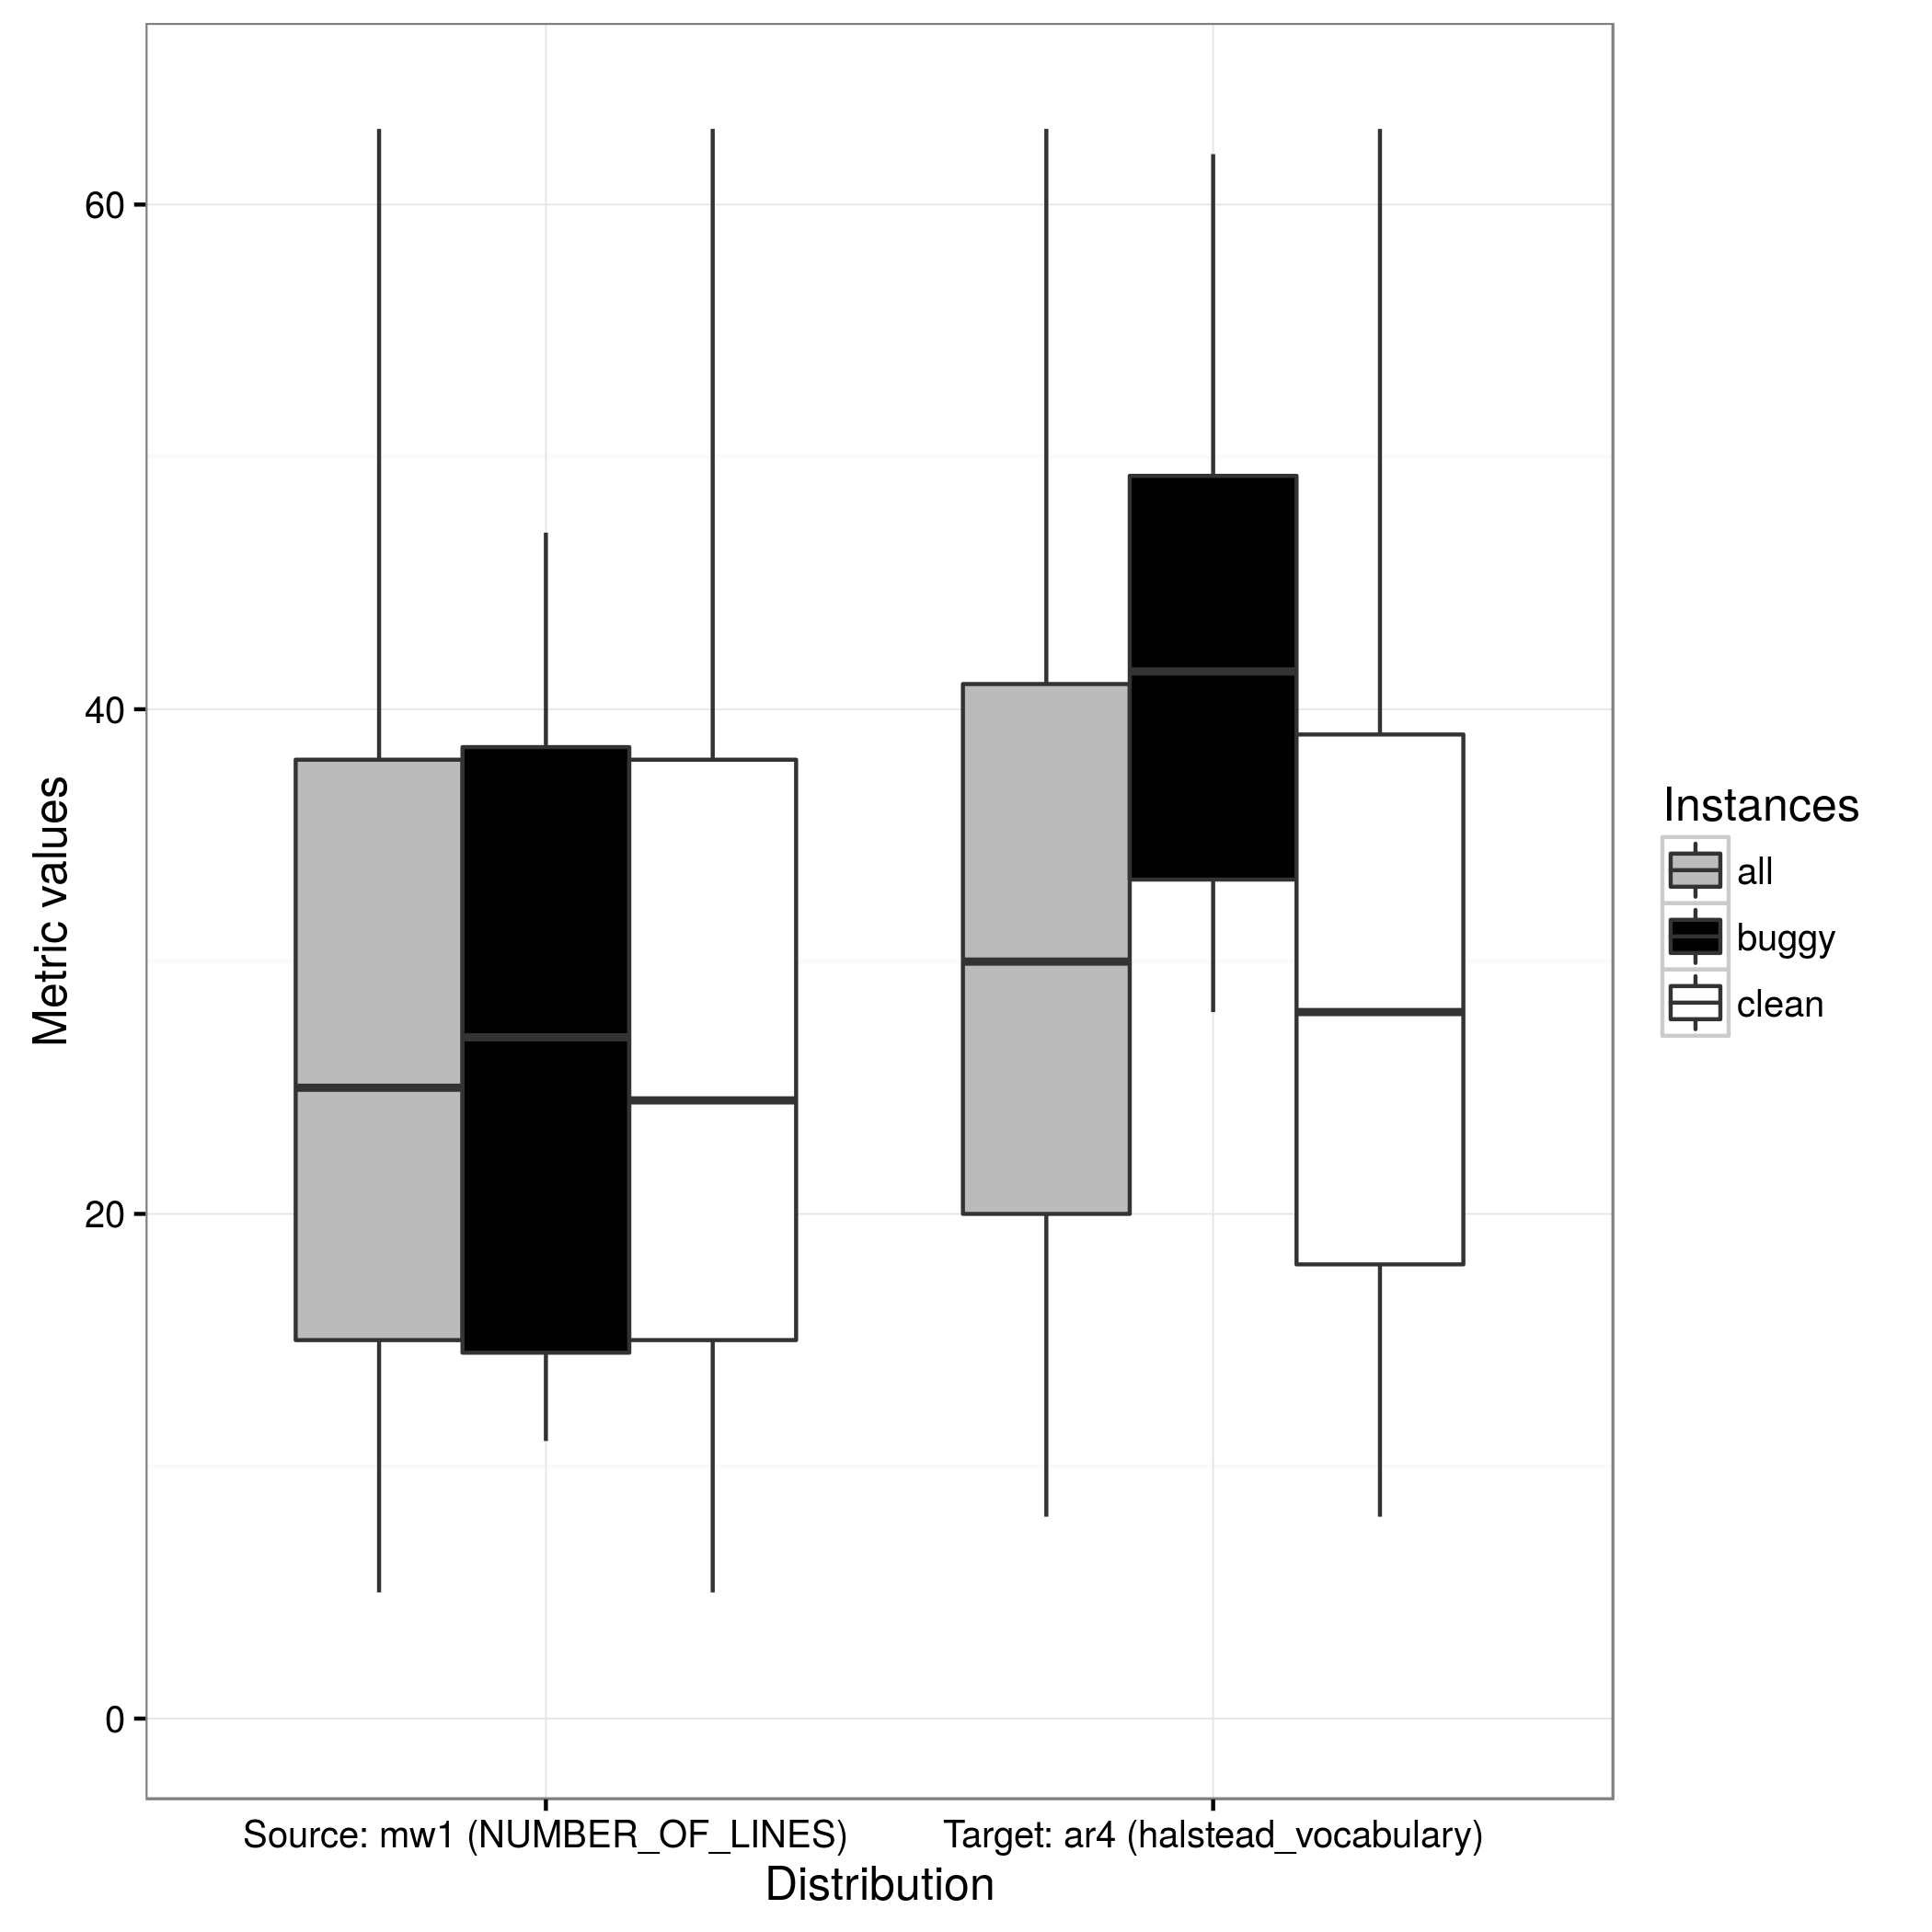 Metric values
60
40
20
0
Source: mw1 (NUMBER_OF_LINES)
Target: ar4 (halstead_vocabulary)
Distribution
Instances
all
buggy
clean